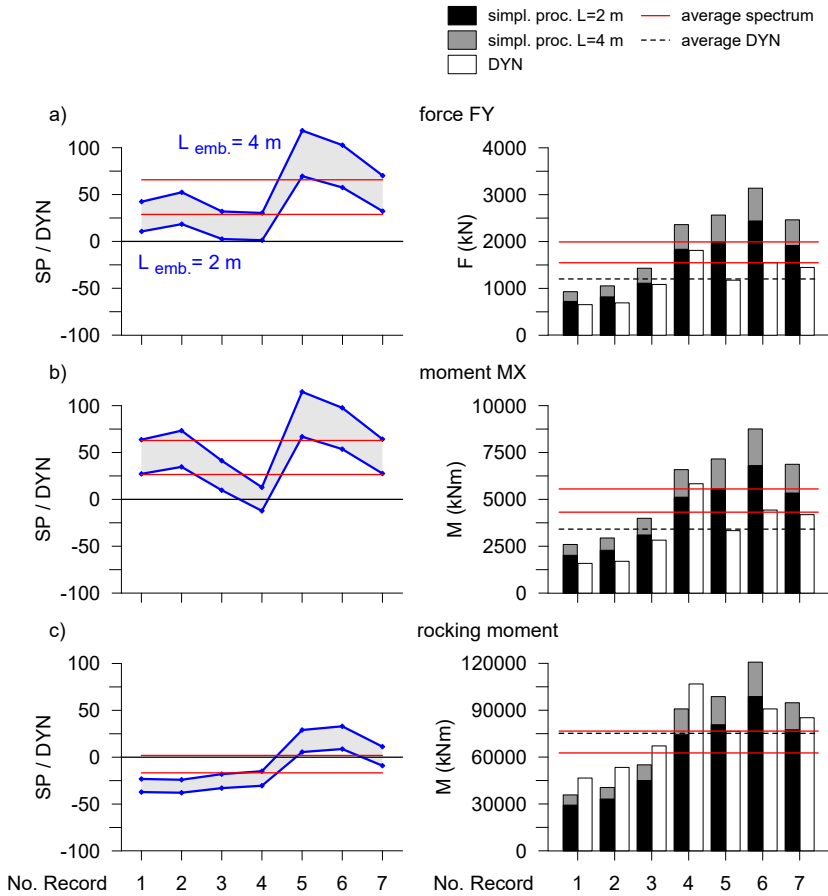 simpl. proc. L=2 m
average spectrum
simpl. proc. L=4 m
average DYN
DYN
a)
force FY
SP / DYN
100
50
0
-50
-100
L emb.= 4 m
L emb.= 2 m
F (kN)
4000
3000
2000
1000
0
b)
moment MX
SP / DYN
100
50
0
-50
-100
M (kNm)
10000
7500
5000
2500
0
c)
rocking moment
SP / DYN
100
50
0
-50
-100
M (kNm)
120000
90000
60000
30000
0
No. Record 1 2 3 4 5 6 7
No. Record 1 2 3 4 5 6 7